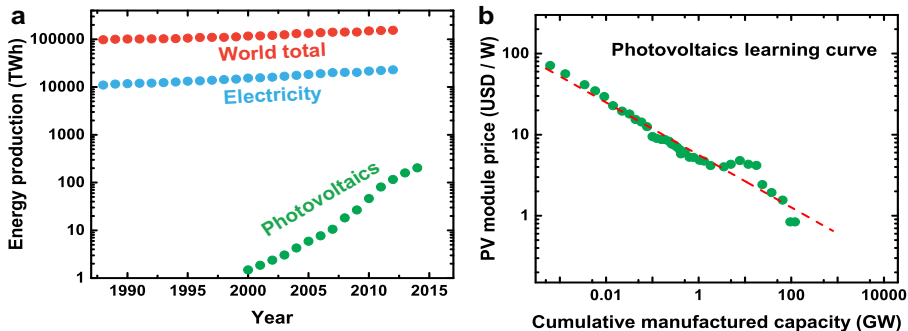 a
Energy production (TWh)
100000
10000
1000
100
10
1
World total
Electricity
Photovoltaics
1990
1995
2000
2005
2010
2015
Year
b
PV module price (USD / W)
100
10
1
Photovoltaics learning curve
0.01
0.1
1
100
10000
Cumulative manufactured capacity (GW)